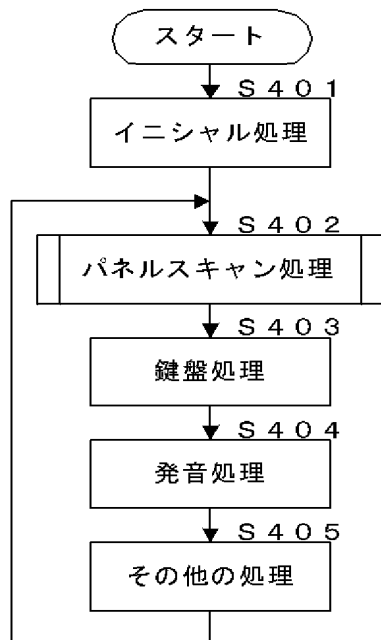 スタート
Ｓ４０１
イニシャル処理
Ｓ４０２
パネルスキャン処理
Ｓ４０３
鍵盤処理
Ｓ４０４
発音処理
Ｓ４０５
その他の処理